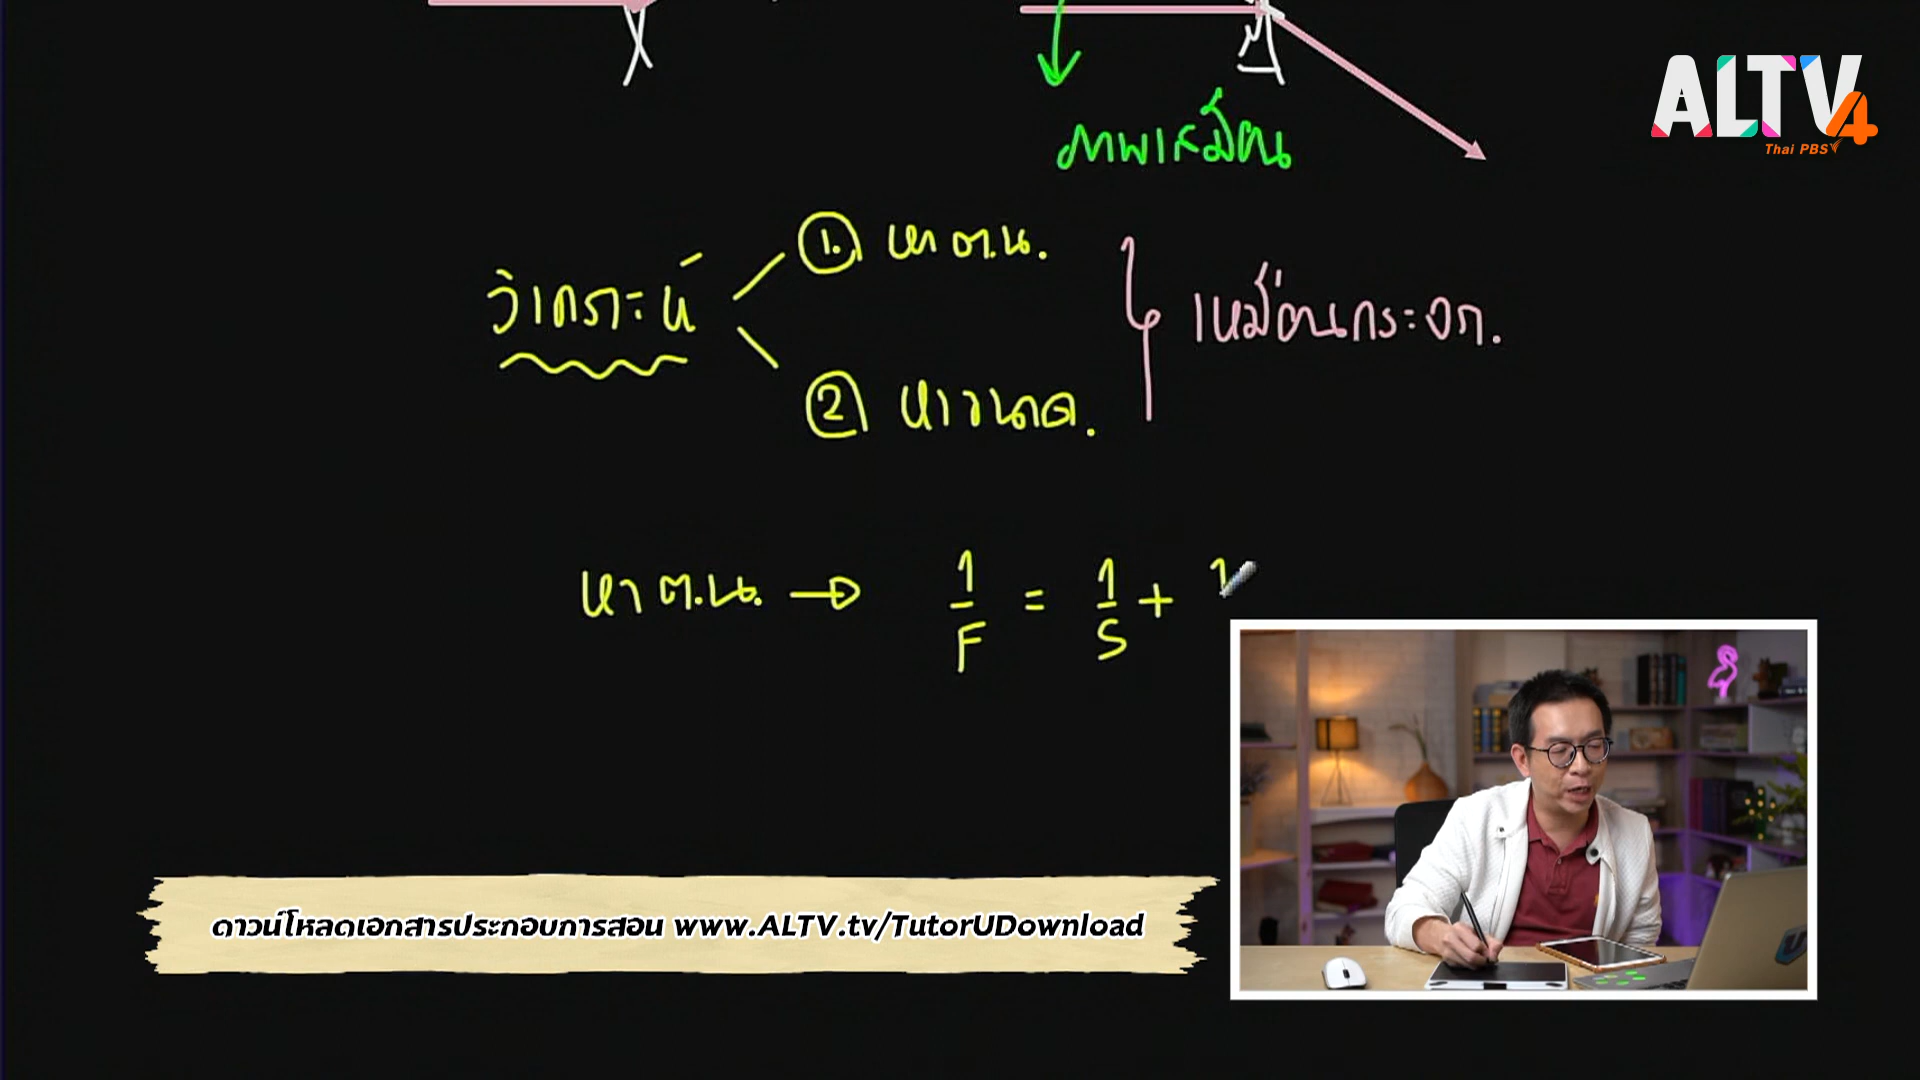 ALTV4
Thai PBS
ภาพเสมือน
วิเคราะห์
1. หา ต.น.
เหมือนกระจก.
2 หาขนาด.
หา ต.น. → 1/F = 1/S + 1
ดาวน์โหลดเอกสารประกอบการสอน www.ALTV.tv/TutorUDownload